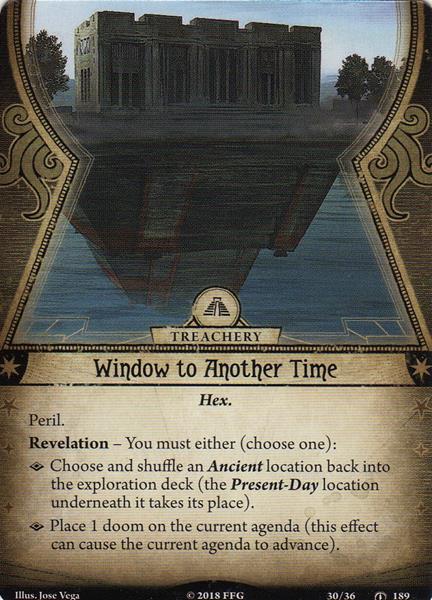 TREACHERY
Window to Another Time
Hex.
Peril.
Revelation – You must either (choose one):
Choose and shuffle an Ancient location back into
the exploration deck (the Present-Day location
underneath it takes its place).
Place 1 doom on the current agenda (this effect
can cause the current agenda to advance).
Illus. Jose Vega © 2018 FFG 30/36 189